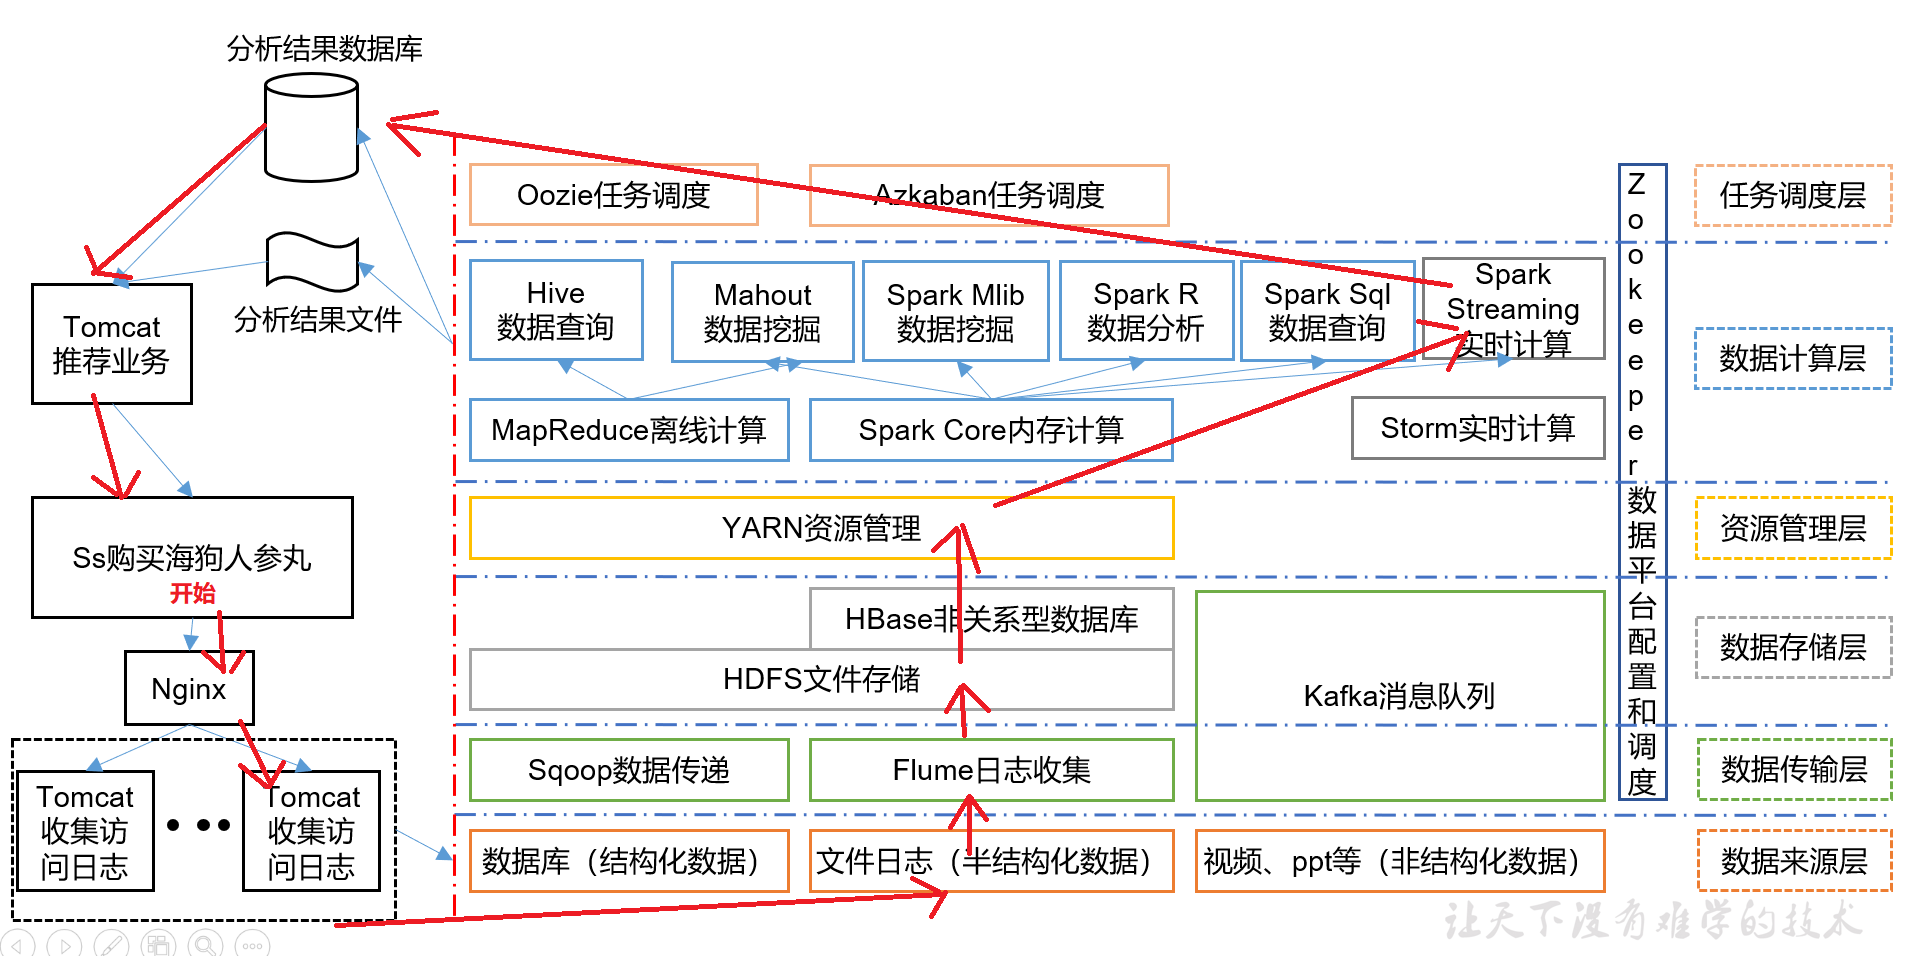 分析结果数据库
Oozie任务调度
Azkaban任务调度
任务调度层
分析结果文件
Tomcat
推荐业务
Hive
数据查询
Mahout
数据挖掘
Spark Mlib
数据挖掘
Spark R
数据分析
Spark Sql
数据查询
Spark
Streaming
实时计算
数据计算层
MapReduce离线计算
Spark Core内存计算
Storm实时计算
Ss购买海狗人参丸
开始
YARN资源管理
资源管理层
HBase非关系型数据库
HDFS文件存储
Kafka消息队列
数据存储层
Nginx
Sqoop数据传递
Flume日志收集
数据传输层
Tomcat
收集访
问日志
Tomcat
收集访
问日志
数据库（结构化数据）
文件日志（半结构化数据）
视频、ppt等（非结构化数据）
数据来源层
Zookeeper数据平台配置和调度
让天下没有难学的技术